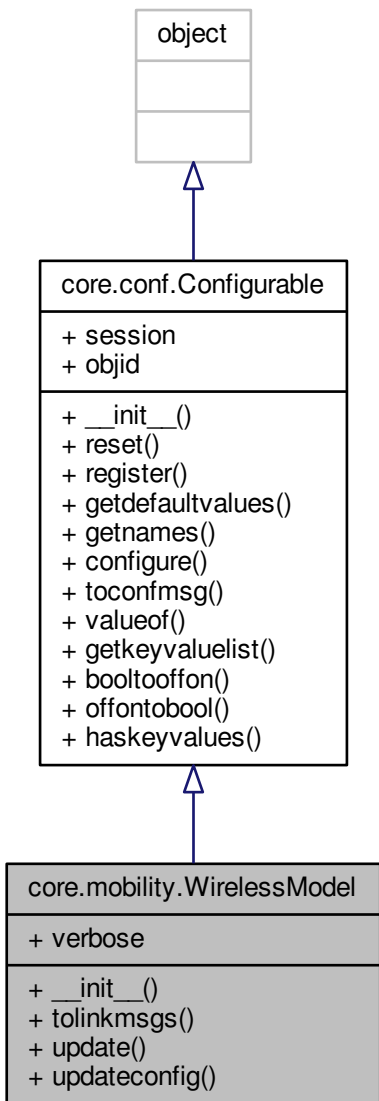 object
core.conf.Configurable
+ session
+ objid
+ __init__()
+ reset()
+ register()
+ getdefaultvalues()
+ getnames()
+ configure()
+ toconfmsg()
+ valueof()
+ getkeyvaluelist()
+ booltooffon()
+ offontobool()
+ haskeyvalues()
core.mobility.WirelessModel
+ verbose
+ __init__()
+ tolinkmsgs()
+ update()
+ updateconfig()